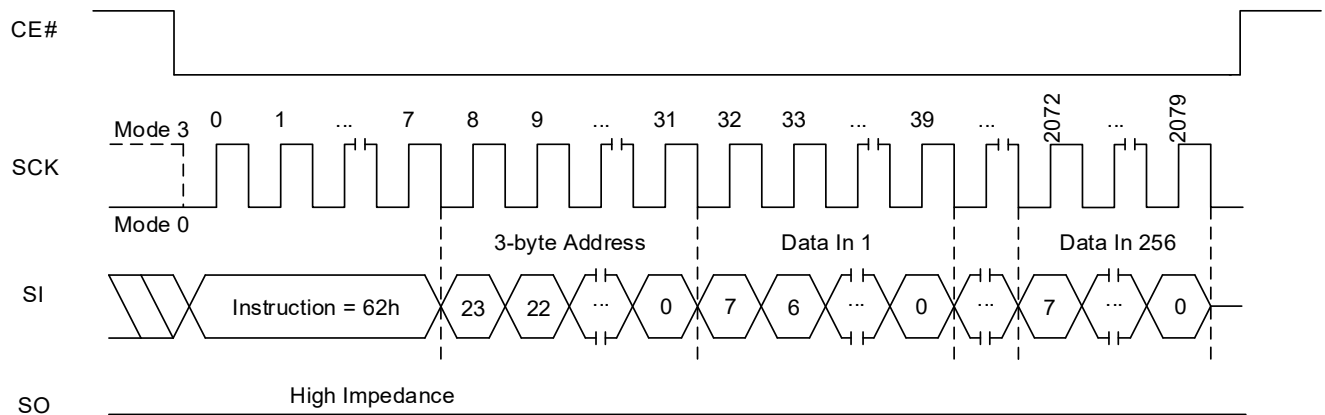 CE#
0 1 ... 7 8 9 ... 31 32 33 ... 39 ... 2072 ... 2079
Mode 3
SCK
Mode 0
3-byte Address Data In 1 Data In 256
SI Instruction = 62h 23 22 ... 0 7 6 ... 0 ... 7 ... 0
High Impedance
SO